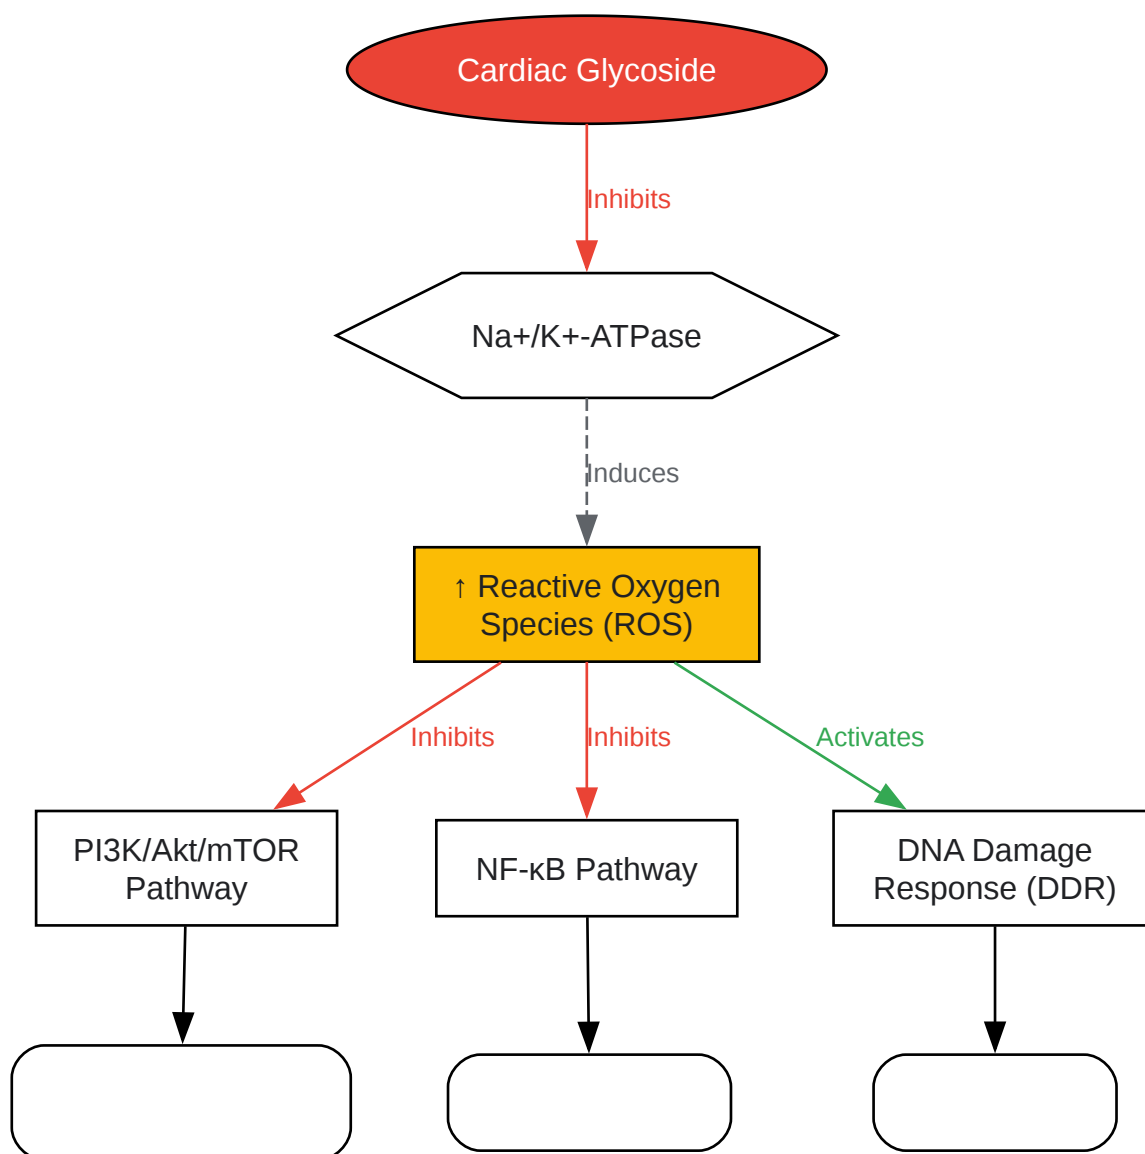 Cardiac Glycoside
Inhibits
Na+/K+-ATPase
Induces
↑ Reactive Oxygen
Species (ROS)
Inhibits
Inhibits
Activates
PI3K/Akt/mTOR
Pathway
NF-κB Pathway
DNA Damage
Response (DDR)